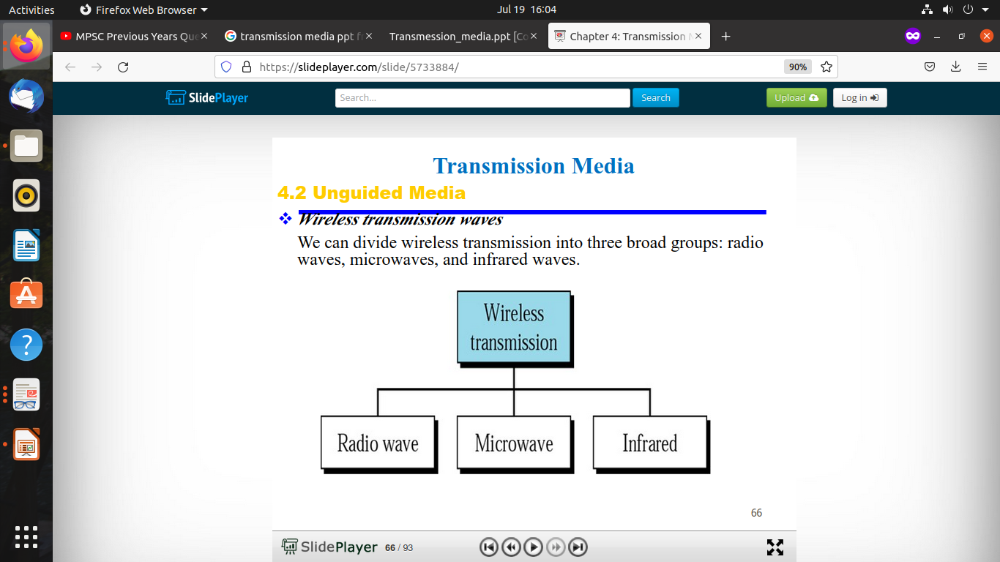 Activities
Firefox Web Browser
Jul 19 16:04
MPSC Previous Years Que
transmission media ppt f
Transmession_media.ppt [Co
Chapter 4: Transmission M
https://slideplayer.com/slide/5733884/
90%
SlidePlayer
Search...
Search
Upload
Log in
Transmission Media
4.2 Unguided Media
Wireless transmission waves
We can divide wireless transmission into three broad groups: radio
waves, microwaves, and infrared waves.
Wireless
transmission
Radio wave
Microwave
Infrared
66
SlidePlayer
66 / 93